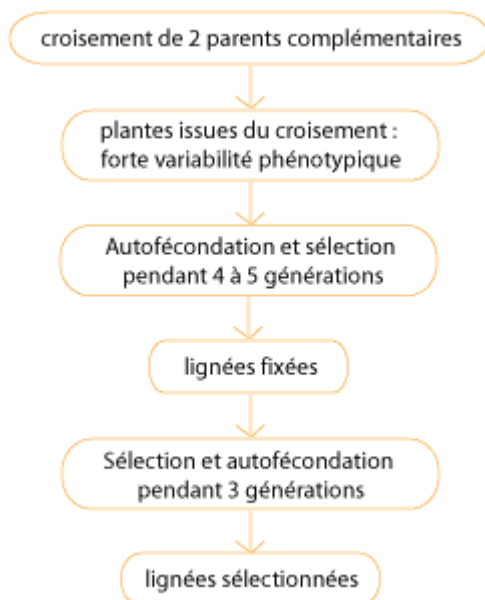 croisement de 2 parents complémentaires
plantes issues du croisement :
forte variabilité phénotypique
Autofécondation et sélection
pendant 4 à 5 générations
lignées fixées
Sélection et autofécondation
pendant 3 générations
lignées sélectionnées